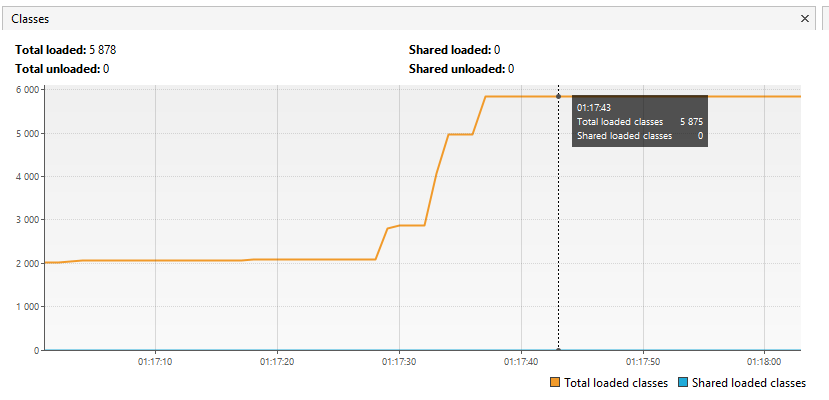 Classes
Total loaded: 5 878 Shared loaded: 0
Total unloaded: 0 Shared unloaded: 0
6 000
5 000
4 000
3 000
2 000
1 000
0
01:17:43
Total loaded classes 5 875
Shared loaded classes 0
01:17:10 01:17:20 01:17:30 01:17:40 01:17:50 01:18:00
Total loaded classes Shared loaded classes